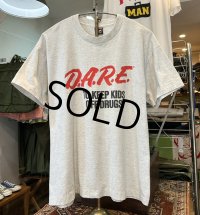 MAN
D.A.R.E.
TO KEEP KIDS
OFF DRUGS
SOLD